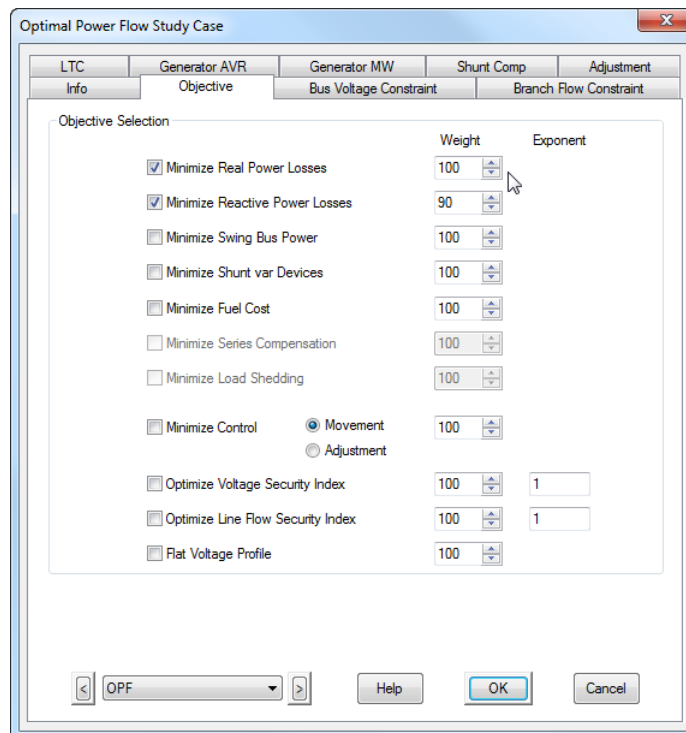 Optimal Power Flow Study Case
LTC Generator AVR Generator MW Shunt Comp Adjustment
Info Objective Bus Voltage Constraint Branch Flow Constraint
Objective Selection
Weight Exponent
Minimize Real Power Losses 100
Minimize Reactive Power Losses 90
Minimize Swing Bus Power 100
Minimize Shunt var Devices 100
Minimize Fuel Cost 100
Minimize Series Compensation 100
Minimize Load Shedding 100
Minimize Control Movement 100
Adjustment
Optimize Voltage Security Index 100 1
Optimize Line Flow Security Index 100 1
Flat Voltage Profile 100
< OPF > Help OK Cancel